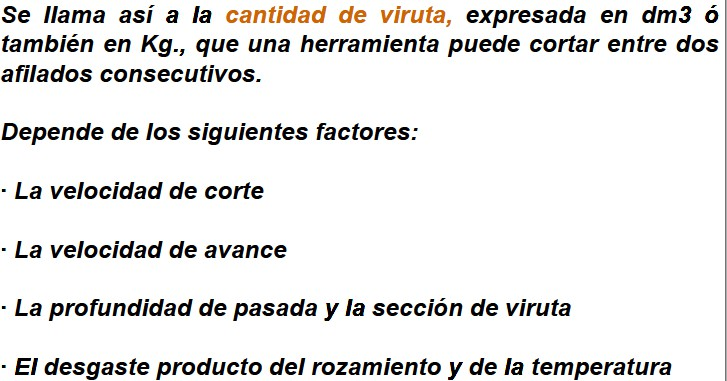 Se llama así a la cantidad de viruta, expresada en dm3 ó
también en Kg., que una herramienta puede cortar entre dos
afilados consecutivos.
Depende de los siguientes factores:
· La velocidad de corte
· La velocidad de avance
· La profundidad de pasada y la sección de viruta
· El desgaste producto del rozamiento y de la temperatura